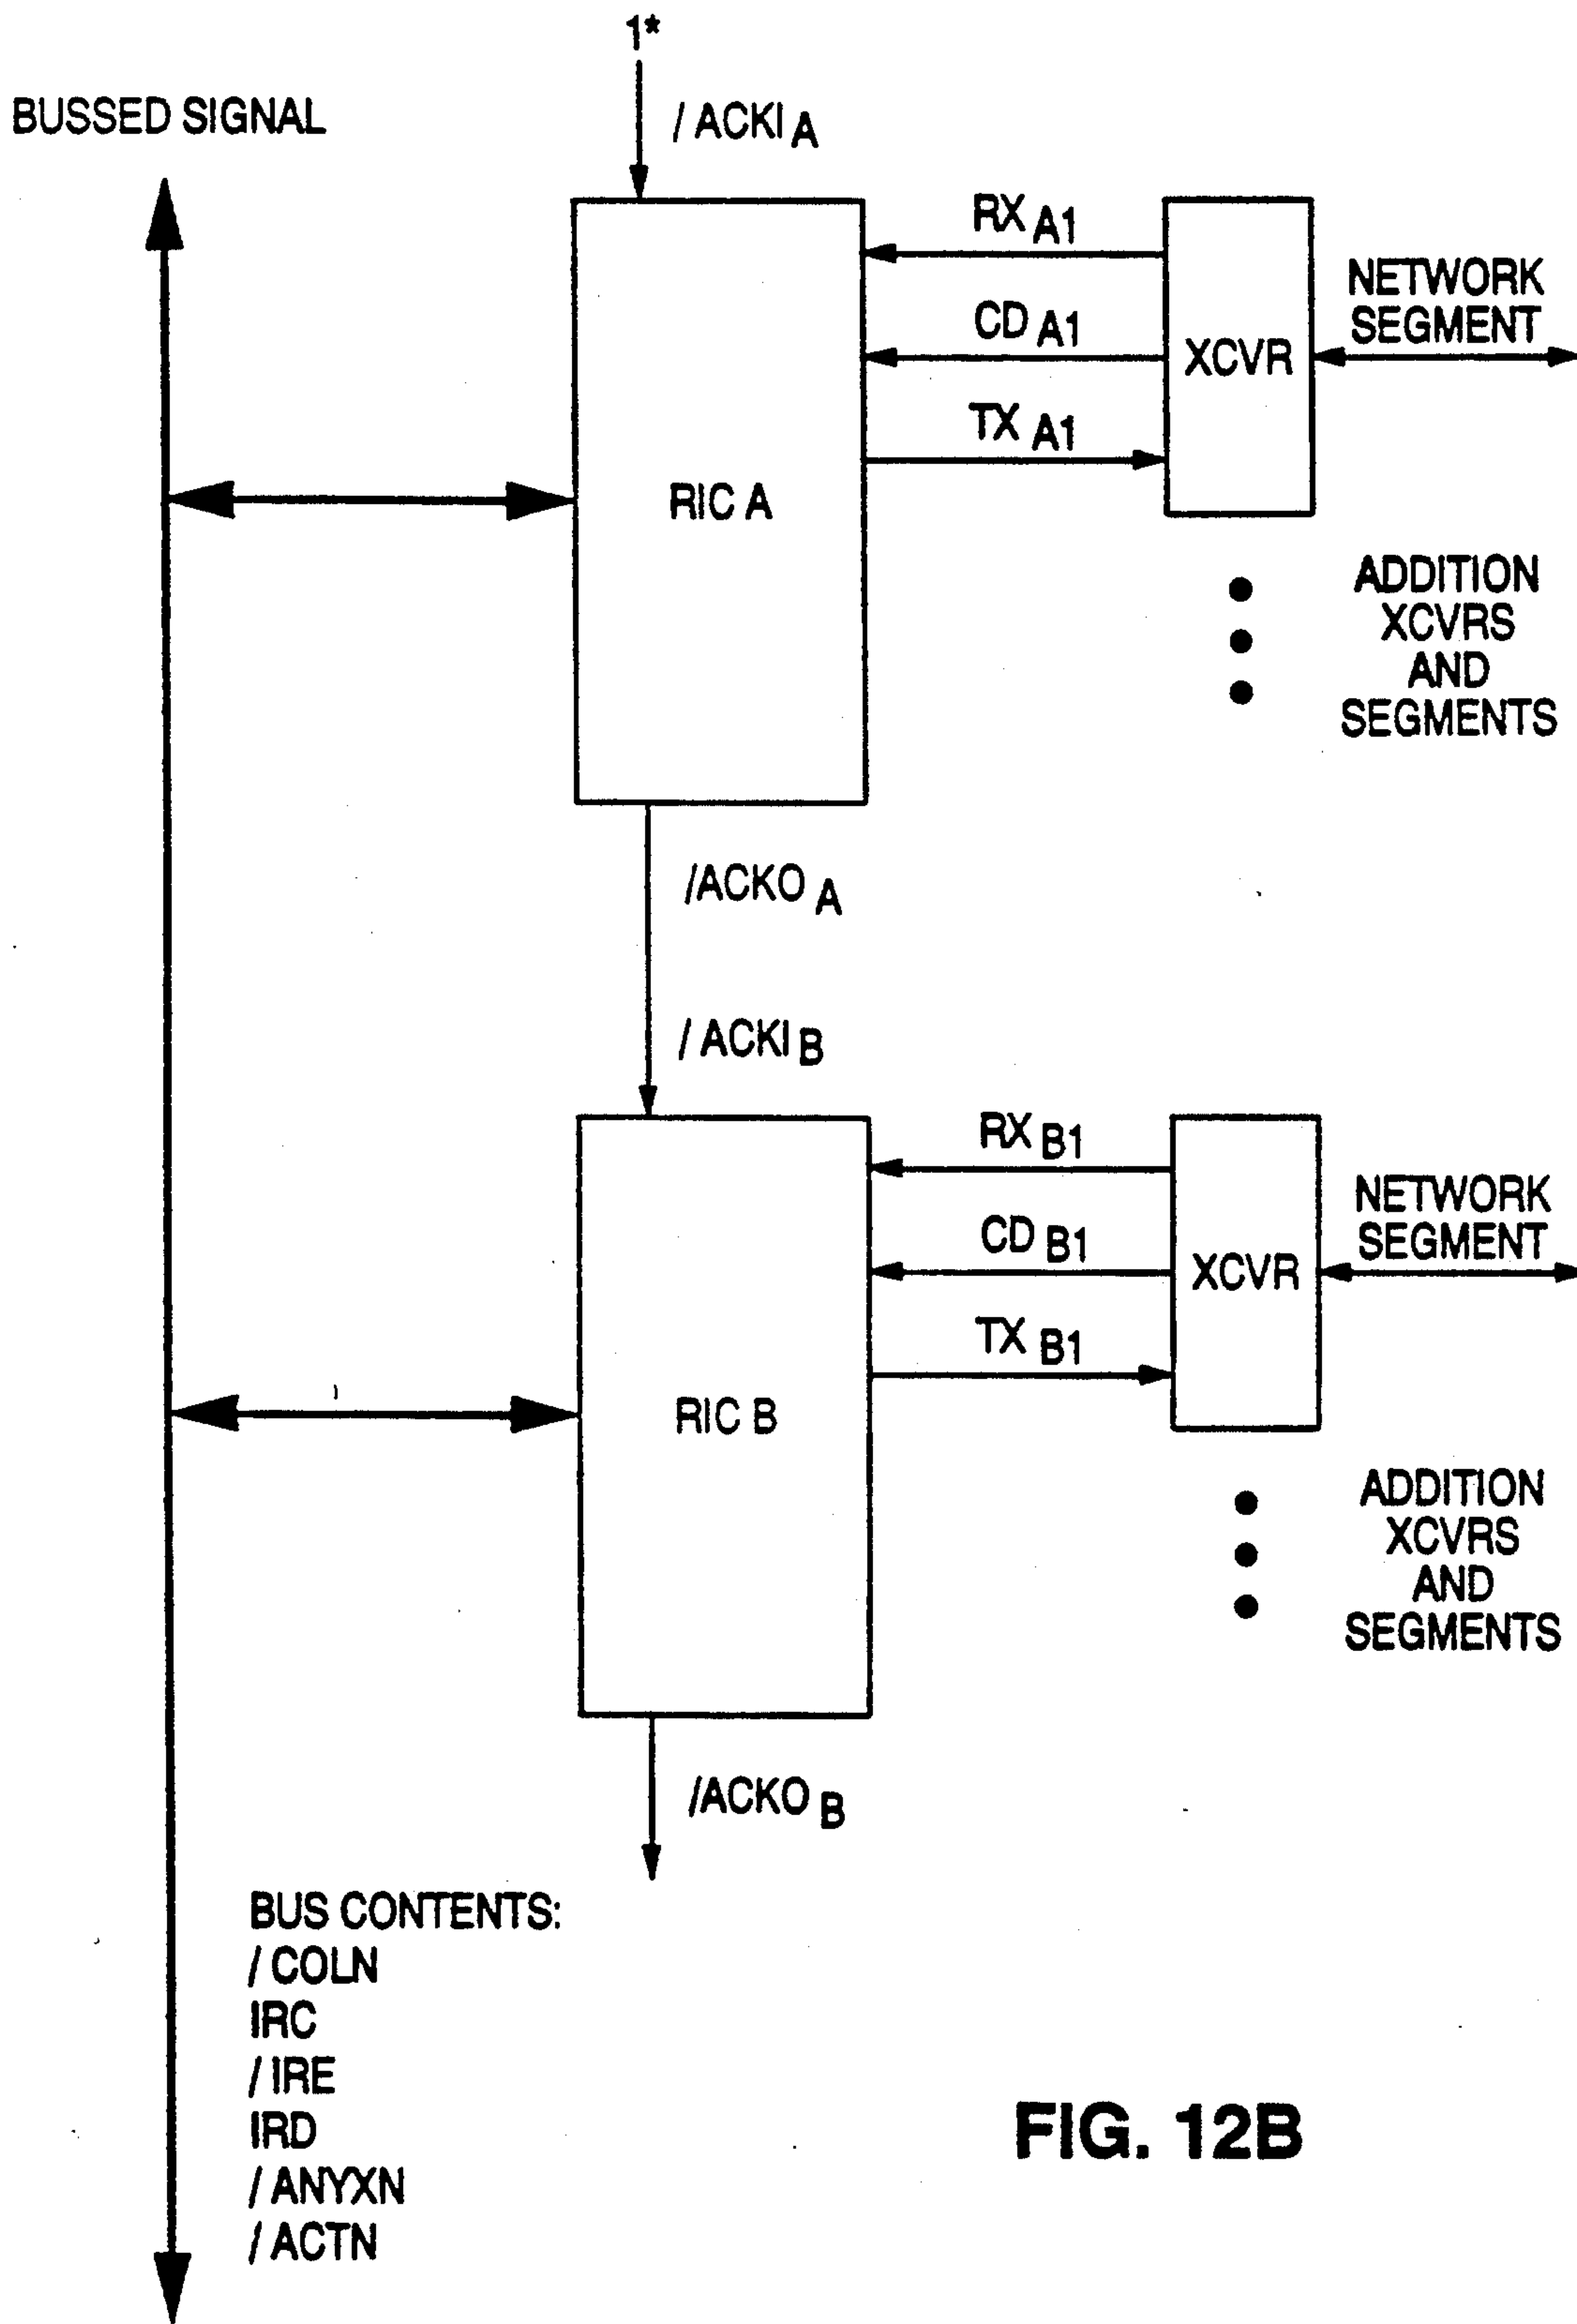 1*
BUSSED SIGNAL
/ ACKI A
RX A1
CD A1
TX A1
XCVR
NETWORK
SEGMENT
RIC A
ADDITION
XCVRS
AND
SEGMENTS
/ACKO A
/ ACKI B
RX B1
CD B1
TX B1
XCVR
NETWORK
SEGMENT
RIC B
ADDITION
XCVRS
AND
SEGMENTS
/ACKO B
BUS CONTENTS:
/ COLN
IRC
/ IRE
IRD
/ ANYXN
/ ACTN
FIG. 12B